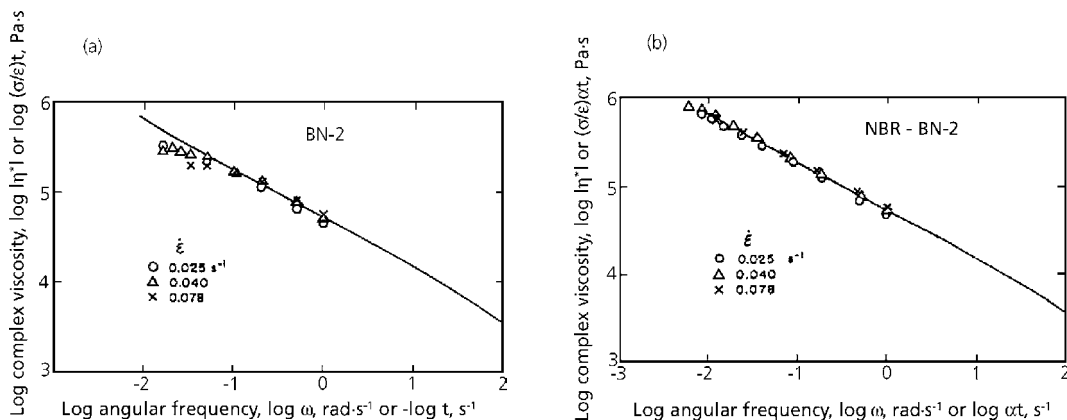 (a)
Log complex viscosity, log Iη*I or log (σ/ε)t, Pa·s
6
5
4
3
BN-2
ε̇
0.025 s⁻¹
0.040
0.078
-2 -1 0 1 2
Log angular frequency, log ω, rad·s⁻¹ or -log t, s⁻¹
(b)
Log complex viscosity, log Iη*I or log (σ/ε)αt, Pa·s
6
5
4
3
NBR - BN-2
ε̇
0.025 s⁻¹
0.040
0.078
-3 -2 -1 0 1 2
Log angular frequency, log ω, rad·s⁻¹ or log αt, s⁻¹